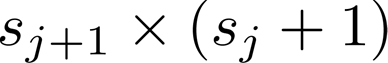 s_{j+1} × (s_j + 1)